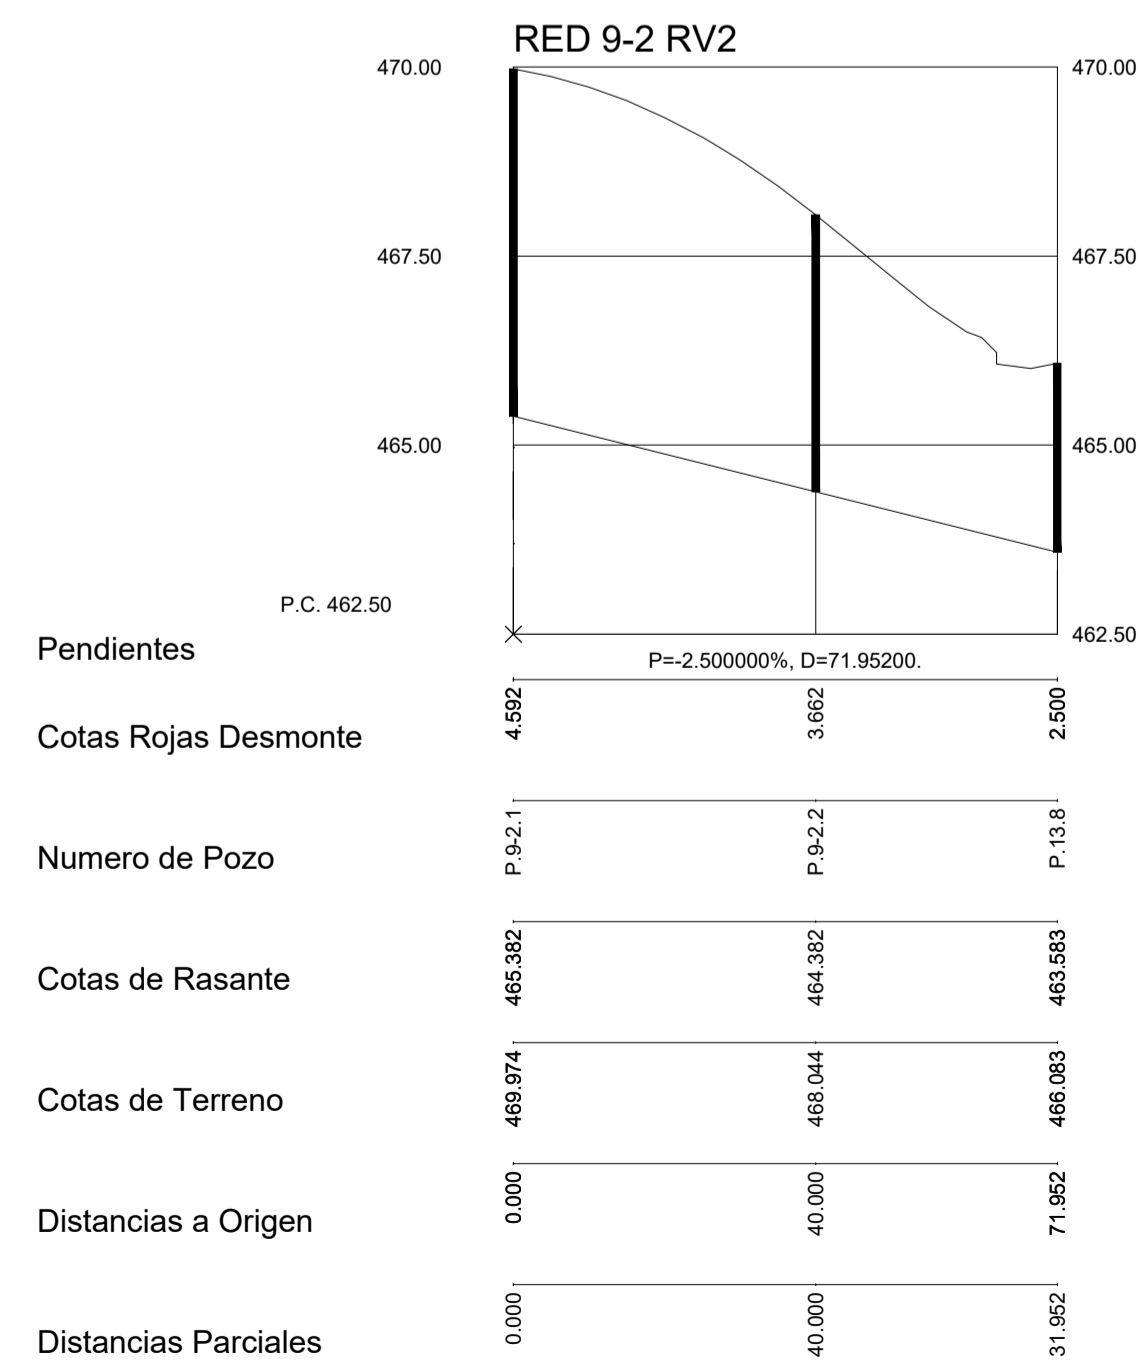 RED 9-2 RV2
470.00 470.00
467.50 467.50
465.00 465.00
P.C. 462.50
462.50
Pendientes
P=-2.500000%, D=71.95200.
Cotas Rojas Desmonte
4.592
3.662
2.500
Numero de Pozo
P.9-2.1
P.9-2.2
P.13.8
Cotas de Rasante
465.382
464.382
463.583
Cotas de Terreno
469.974
468.044
466.083
Distancias a Origen
0.000
40.000
71.952
Distancias Parciales
0.000
40.000
31.952